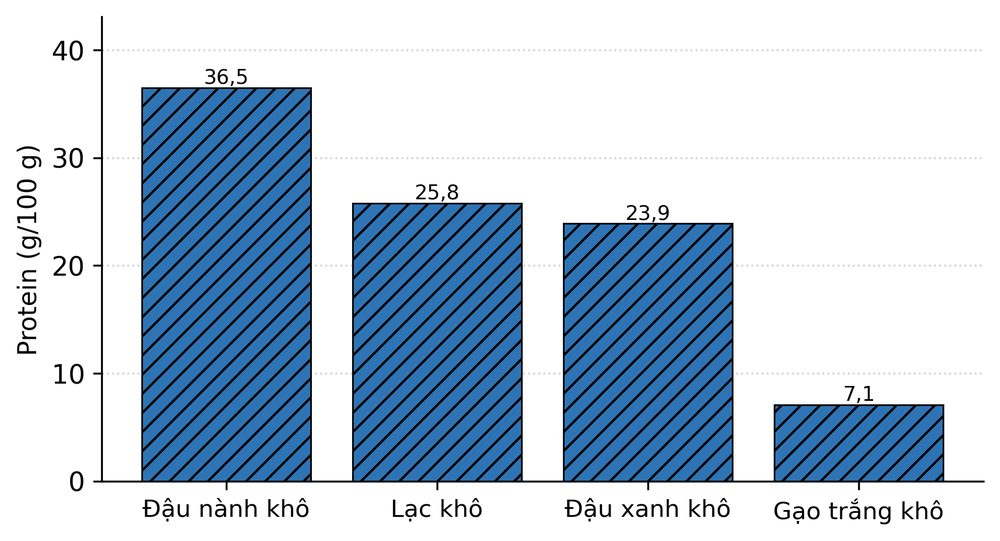 Protein (g/100 g)
40
30
20
10
0
36,5
25,8
23,9
7,1
Đậu nành khô
Lạc khô
Đậu xanh khô
Gạo trắng khô